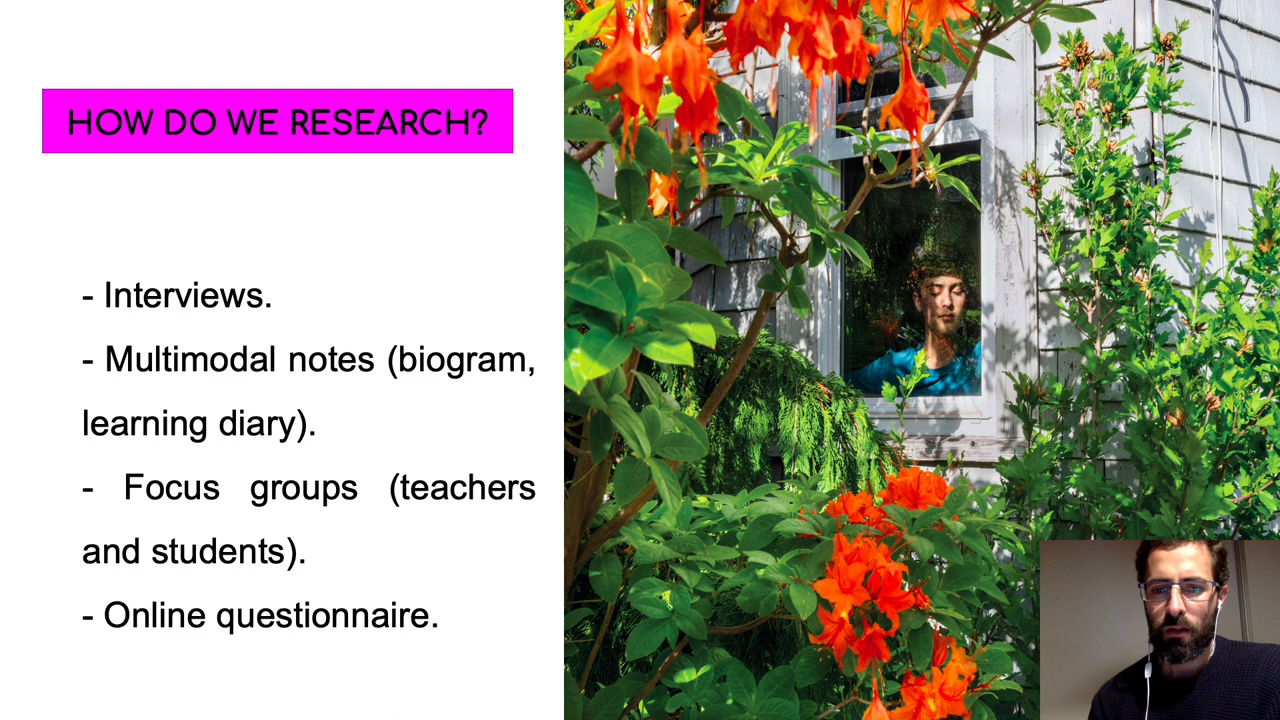 HOW DO WE RESEARCH?
- Interviews.
- Multimodal notes (biogram,
learning diary).
- Focus groups (teachers
and students).
- Online questionnaire.